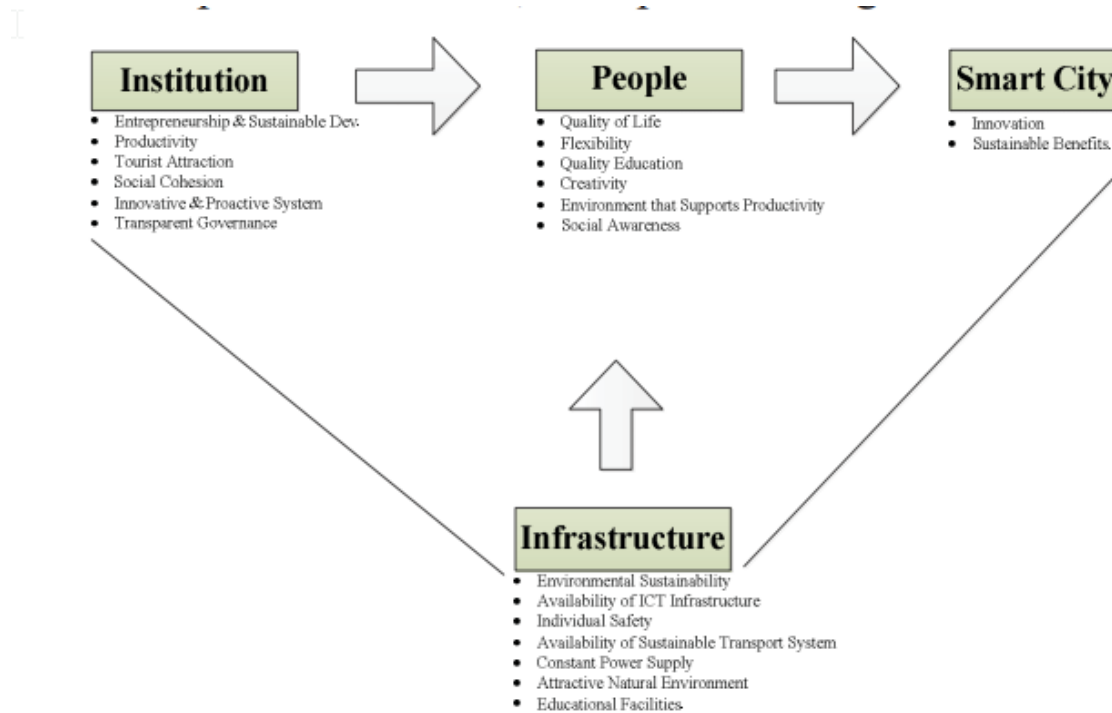 Institution
• Entrepreneurship & Sustainable Dev.
• Productivity
• Tourist Attraction
• Social Cohesion
• Innovative & Proactive System
• Transparent Governance
People
• Quality of Life
• Flexibility
• Quality Education
• Creativity
• Environment that Supports Productivity
• Social Awareness
Smart City
• Innovation
• Sustainable Benefits.
Infrastructure
• Environmental Sustainability
• Availability of ICT Infrastructure
• Individual Safety
• Availability of Sustainable Transport System
• Constant Power Supply
• Attractive Natural Environment
• Educational Facilities.